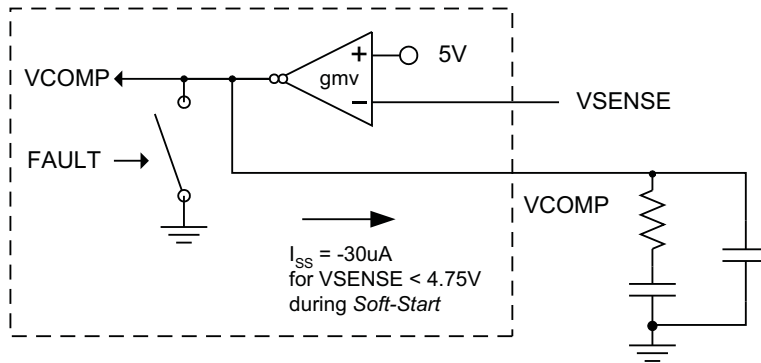 5V
+
gmv
−
VCOMP
VSENSE
FAULT
VCOMP
I_SS = -30uA
for VSENSE < 4.75V
during Soft-Start